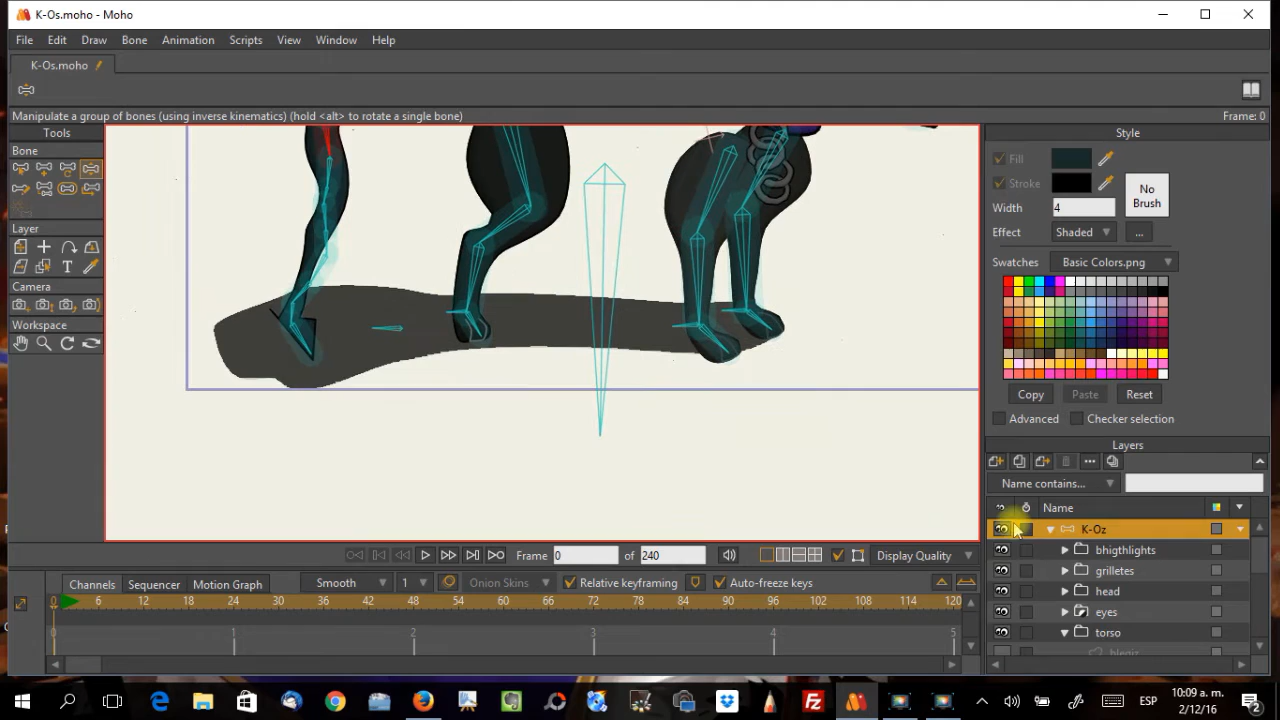 K-Os.moho - Moho
File Edit Draw Bone Animation Scripts View Window Help
K-Os.moho
Manipulate a group of bones (using inverse kinematics) (hold <alt> to rotate a single bone)
Frame: 0
Tools
Bone
Layer
Camera
Workspace
Style
Fill
Stroke
No Brush
Width 4
Effect Shaded ...
Swatches Basic Colors.png
Copy Paste Reset
Advanced Checker selection
Layers
Name contains...
Name
K-Oz
bhigthlights
grilletes
head
eyes
torso
Frame 0 of 240 Display Quality
Channels Sequencer Motion Graph Smooth 1 Onion Skins Relative keyframing Auto-freeze keys
0 6 12 18 24 30 36 42 48 54 60 66 72 78 84 90 96 102 108 114 120
0 1 2 3 4 5
ESP
10:09 a. m.
2/12/16
2